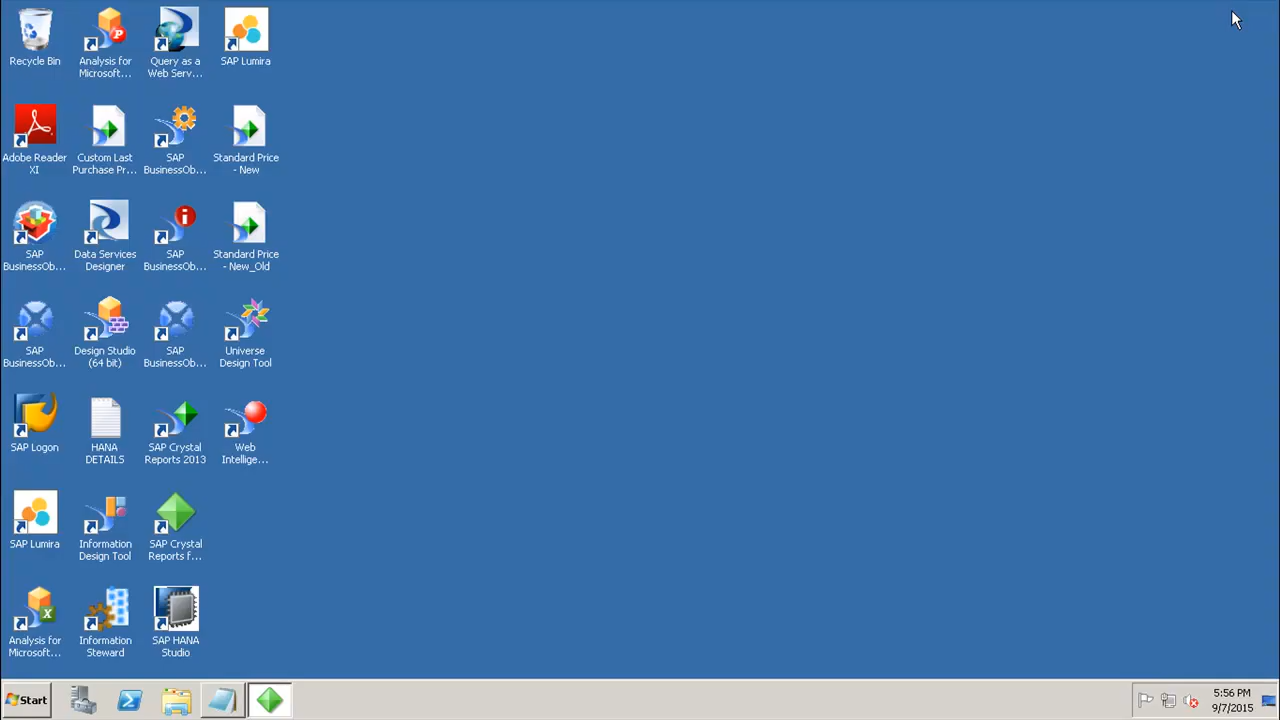 Recycle Bin
Analysis for
Microsoft...
Query as a
Web Serv...
SAP Lumira
Adobe Reader
XI
Custom Last
Purchase Pr...
SAP
BusinessOb...
Standard Price
- New
SAP
BusinessOb...
Data Services
Designer
SAP
BusinessOb...
Standard Price
- New_Old
SAP
BusinessOb...
Design Studio
(64 bit)
SAP
BusinessOb...
Universe
Design Tool
SAP Logon
HANA
DETAILS
SAP Crystal
Reports 2013
Web
Intellige...
SAP Lumira
Information
Design Tool
SAP Crystal
Reports f...
Analysis for
Microsoft...
Information
Steward
SAP HANA
Studio
Start
5:56 PM
9/7/2015